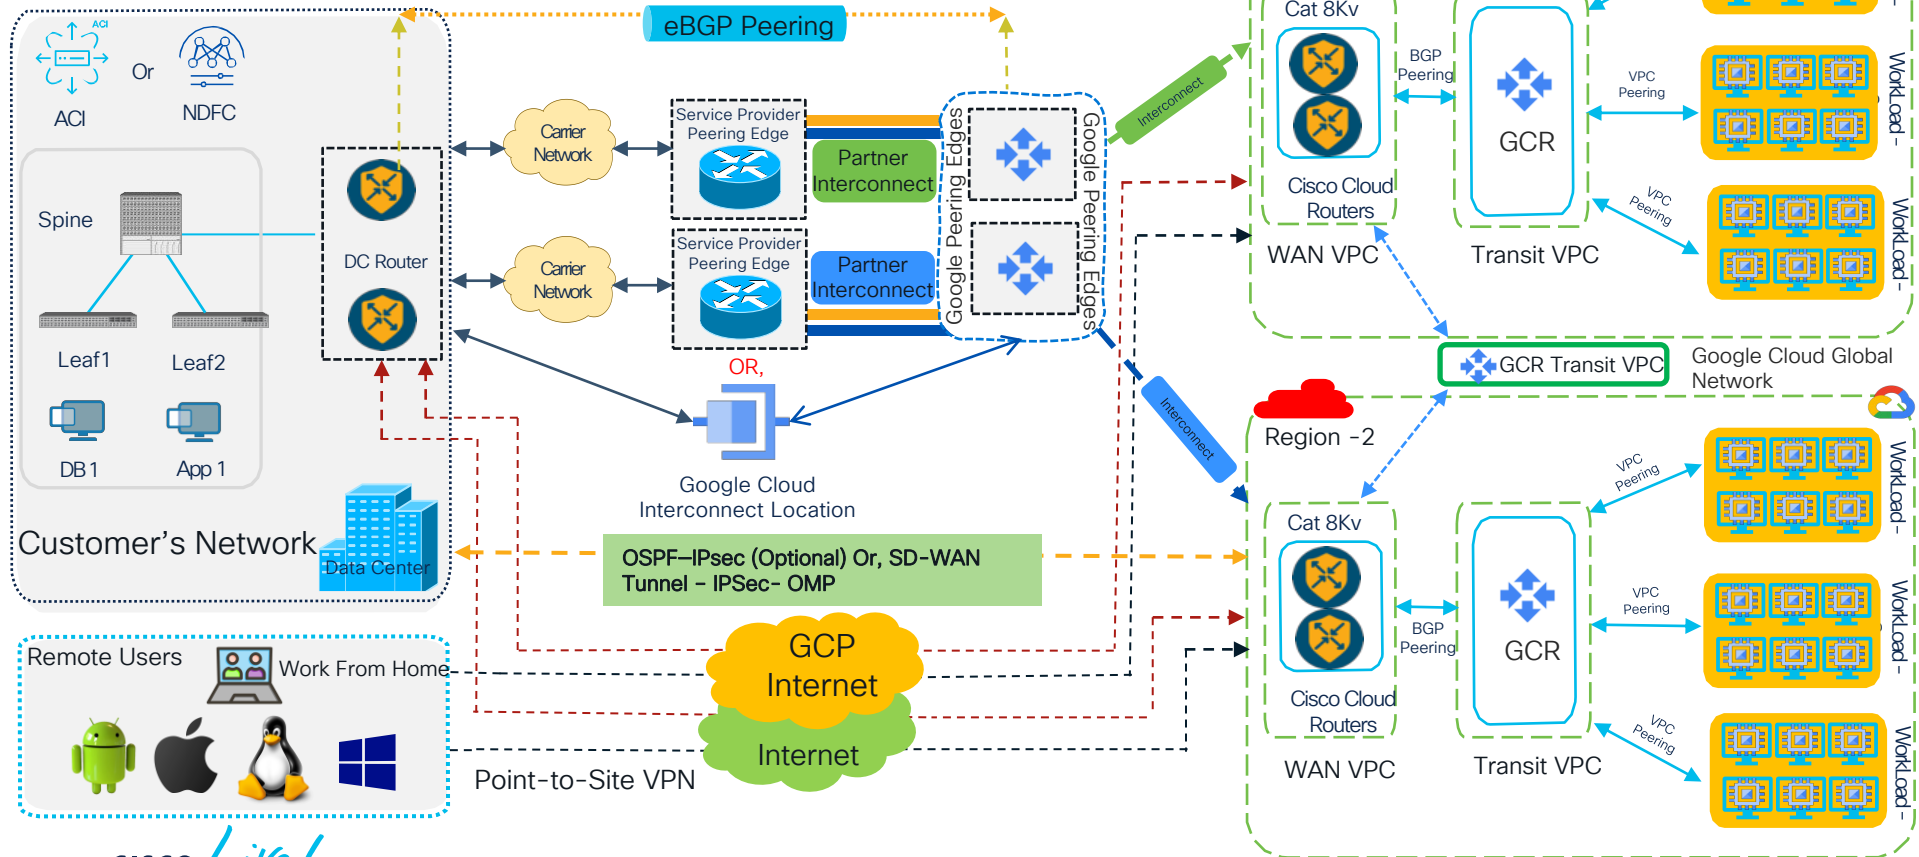 ACI
Or
ACI
NDFC
Spine
Leaf1
Leaf2
DB1
App 1
DC Router
Customer's Network
Data Center
eBGP Peering
Carrier
Network
Carrier
Network
Service Provider
Peering Edge
Service Provider
Peering Edge
Partner
Interconnect
Partner
Interconnect
Google Peering Edges
Google Peering Edges
OR,
Google Cloud
Interconnect Location
OSPF–IPsec (Optional) Or, SD-WAN
Tunnel - IPSec- OMP
GCP
Internet
Internet
Remote Users
Work From Home
Point-to-Site VPN
Interconnect
Interconnect
Cat 8Kv
Cisco Cloud
Routers
WAN VPC
BGP
Peering
GCR
Transit VPC
VPC
Peering
VPC
Peering
WorkLoad -
WorkLoad -
GCR Transit VPC
Google Cloud Global
Network
Region -2
Cat 8Kv
Cisco Cloud
Routers
WAN VPC
BGP
Peering
GCR
Transit VPC
VPC
Peering
VPC
Peering
VPC
Peering
WorkLoad -
WorkLoad -
WorkLoad -